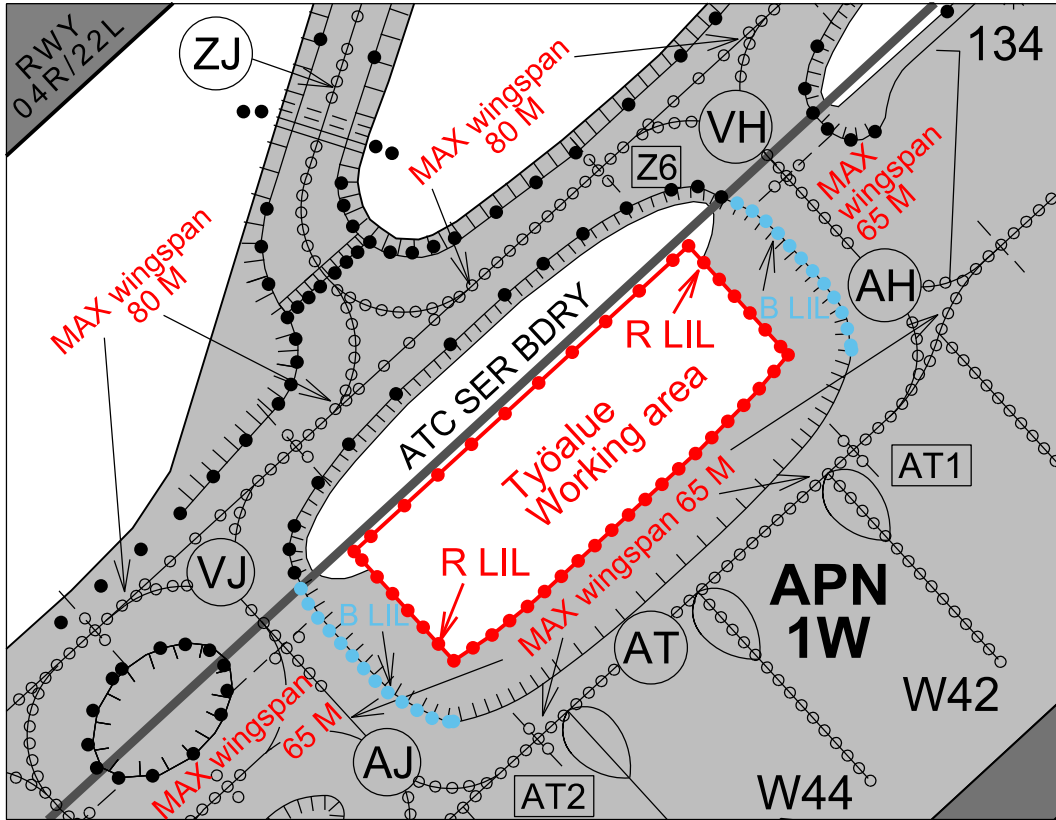 RWY
04R/22L
ZJ
MAX wingspan
80 M
VH
134
Z6
MAX
wingspan
65 M
MAX wingspan
80 M
AH
B LIL
R LIL
ATC SER BDRY
Työalue
Working area
AT1
MAX wingspan 65 M
R LIL
VJ
B LIL
APN
1W
AT
W42
MAX wingspan
65 M
AJ
AT2
W44